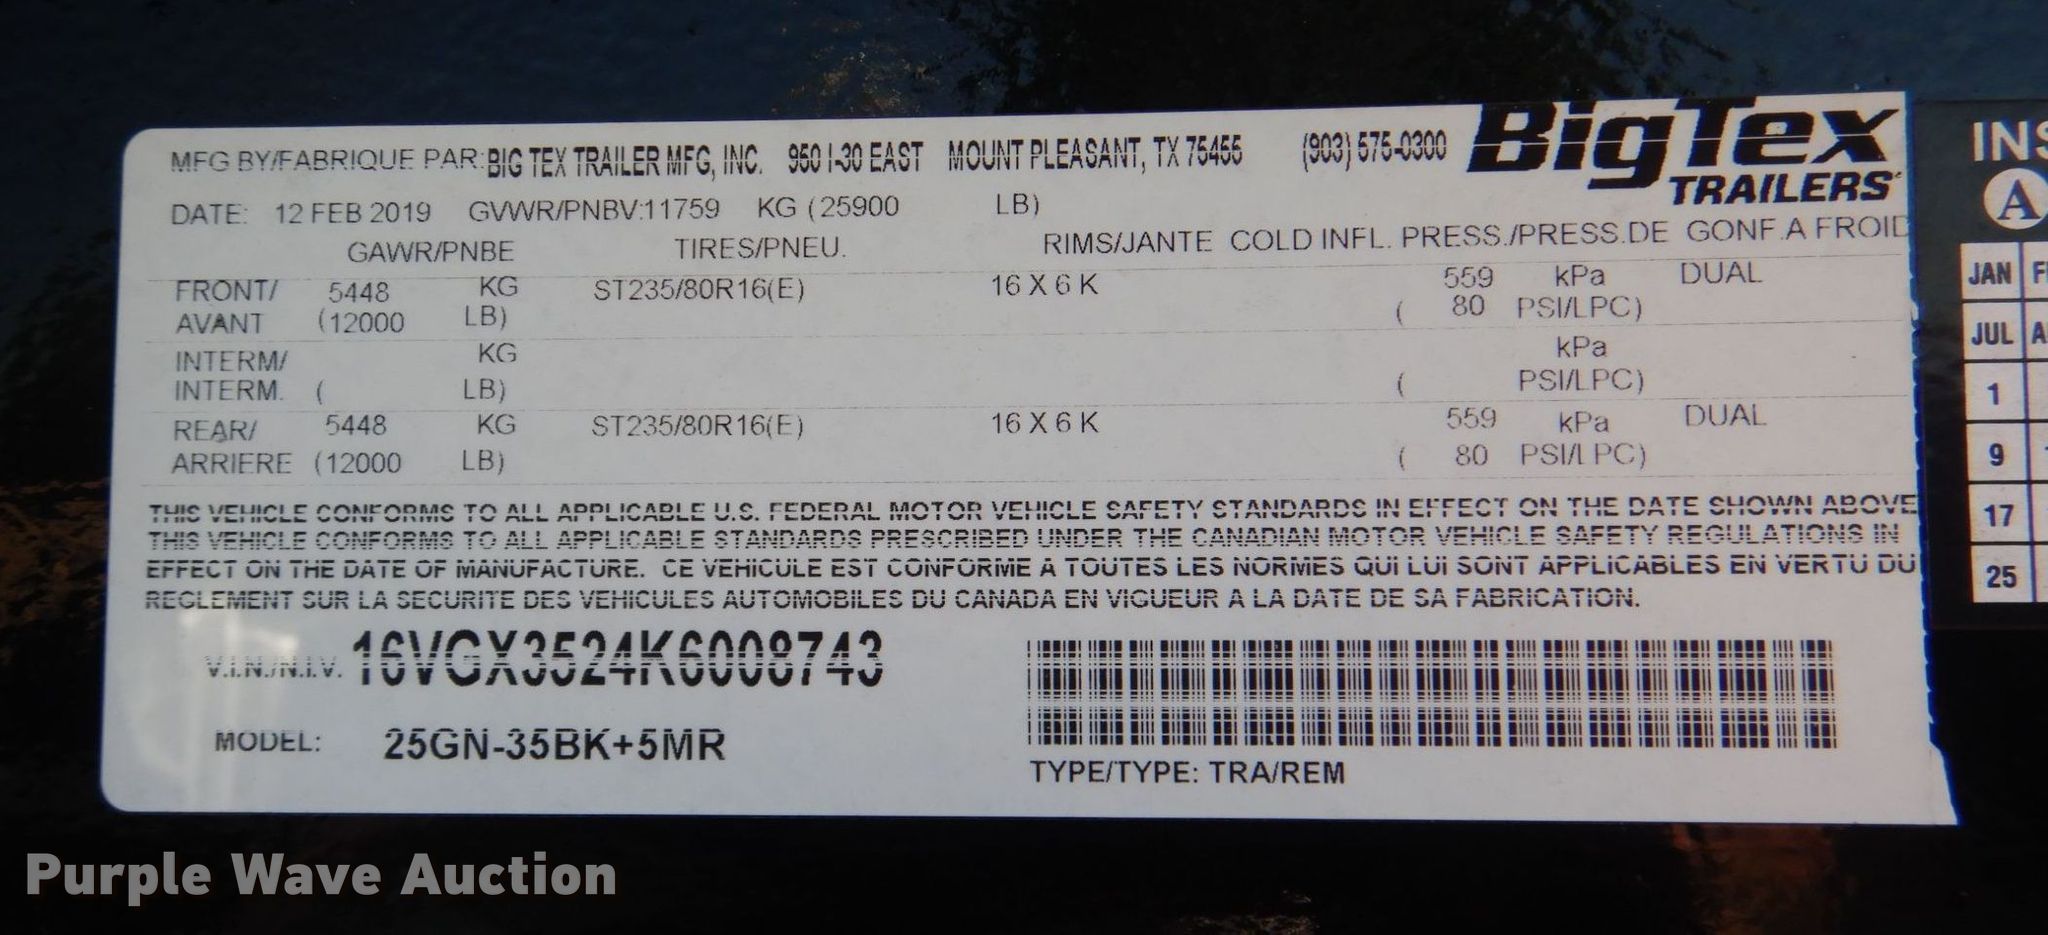 MFG BY/FABRIQUE PAR: BIG TEX TRAILER MFG, INC. 950 I-30 EAST MOUNT PLEASANT, TX 75455 (903) 575-0300
BigTex
TRAILERS
DATE: 12 FEB 2019 GVWR/PNBV:11759 KG (25900 LB)
GAWR/PNBE TIRES/PNEU. RIMS/JANTE COLD INFL. PRESS./PRESS.DE GONF.A FROID
FRONT/ 5448 KG ST235/80R16(E) 16 X 6 K 559 kPa DUAL
AVANT (12000 LB) ( 80 PSI/LPC)
INTERM/ KG kPa
INTERM. ( LB) ( PSI/LPC)
REAR/ 5448 KG ST235/80R16(E) 16 X 6 K 559 kPa DUAL
ARRIERE (12000 LB) ( 80 PSI/LPC)
THIS VEHICLE CONFORMS TO ALL APPLICABLE U.S. FEDERAL MOTOR VEHICLE SAFETY STANDARDS IN EFFECT ON THE DATE SHOWN ABOVE
THIS VEHICLE CONFORMS TO ALL APPLICABLE STANDARDS PRESCRIBED UNDER THE CANADIAN MOTOR VEHICLE SAFETY REGULATIONS IN
EFFECT ON THE DATE OF MANUFACTURE. CE VEHICULE EST CONFORME A TOUTES LES NORMES QUI LUI SONT APPLICABLES EN VERTU DU
REGLEMENT SUR LA SECURITE DES VEHICULES AUTOMOBILES DU CANADA EN VIGUEUR A LA DATE DE SA FABRICATION.
V.I.N./N.I.V. 16VGX3524K6008743
MODEL: 25GN-35BK+5MR
TYPE/TYPE: TRA/REM
INS
A
JAN
JUL
1
9
17
25
Purple Wave Auction